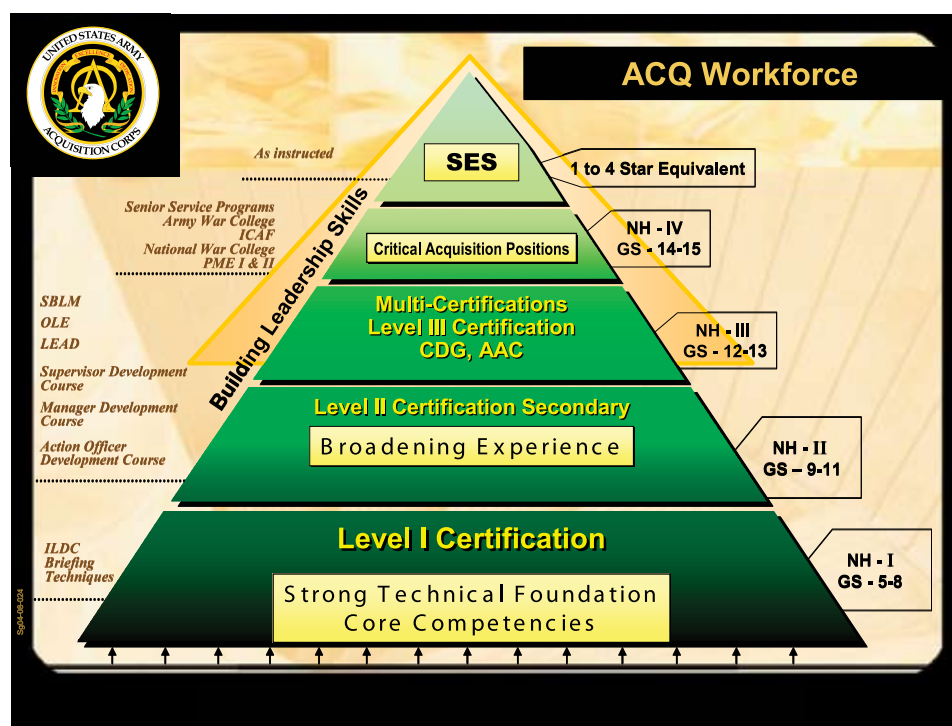 UNITED STATES ARMY
ACQUISITION CORPS
EXCELLENCE
ACQ Workforce
As instructed
SES
1 to 4 Star Equivalent
Senior Service Programs
Army War College
ICAF
National War College
PME I & II
Building Leadership Skills
Critical Acquisition Positions
NH - IV
GS - 14-15
SBLM
OLE
LEAD
Multi-Certifications
Level III Certification
CDG, AAC
NH - III
GS - 12-13
Supervisor Development
Course
Manager Development
Course
Action Officer
Development Course
Level II Certification Secondary
Broadening Experience
NH - II
GS – 9-11
ILDC
Briefing
Techniques
Level I Certification
Strong Technical Foundation
Core Competencies
NH - I
GS - 5-8
Sg04-08-024